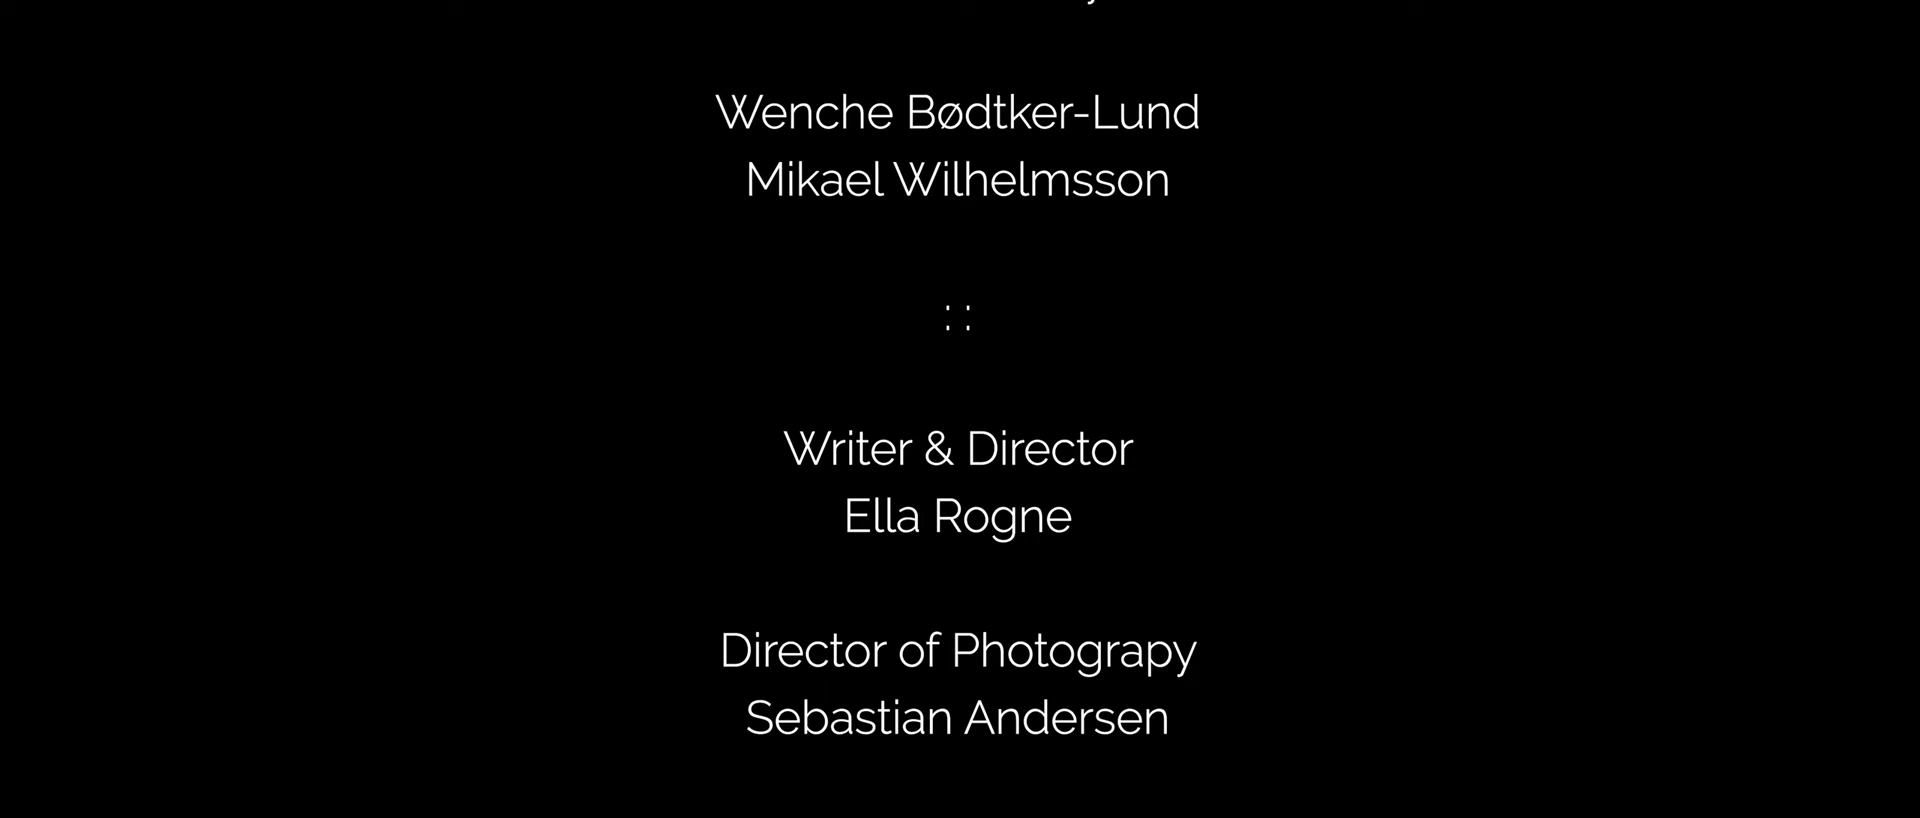 Wenche Bødtker-Lund
Mikael Wilhelmsson
: :
Writer & Director
Ella Rogne
Director of Photograpy
Sebastian Andersen